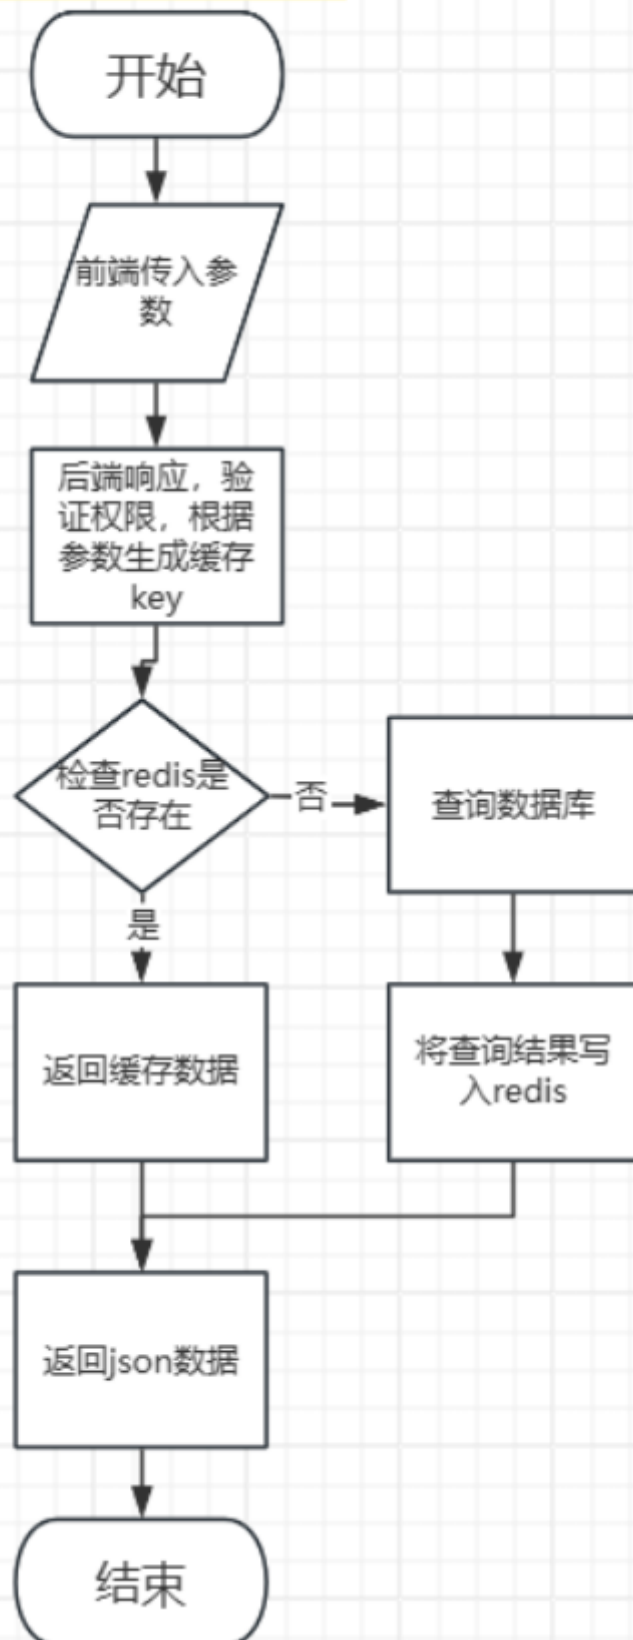 开始
前端传入参
数
后端响应，验
证权限，根据
参数生成缓存
key
检查redis是
否存在
否
查询数据库
是
返回缓存数据
将查询结果写
入redis
返回json数据
结束